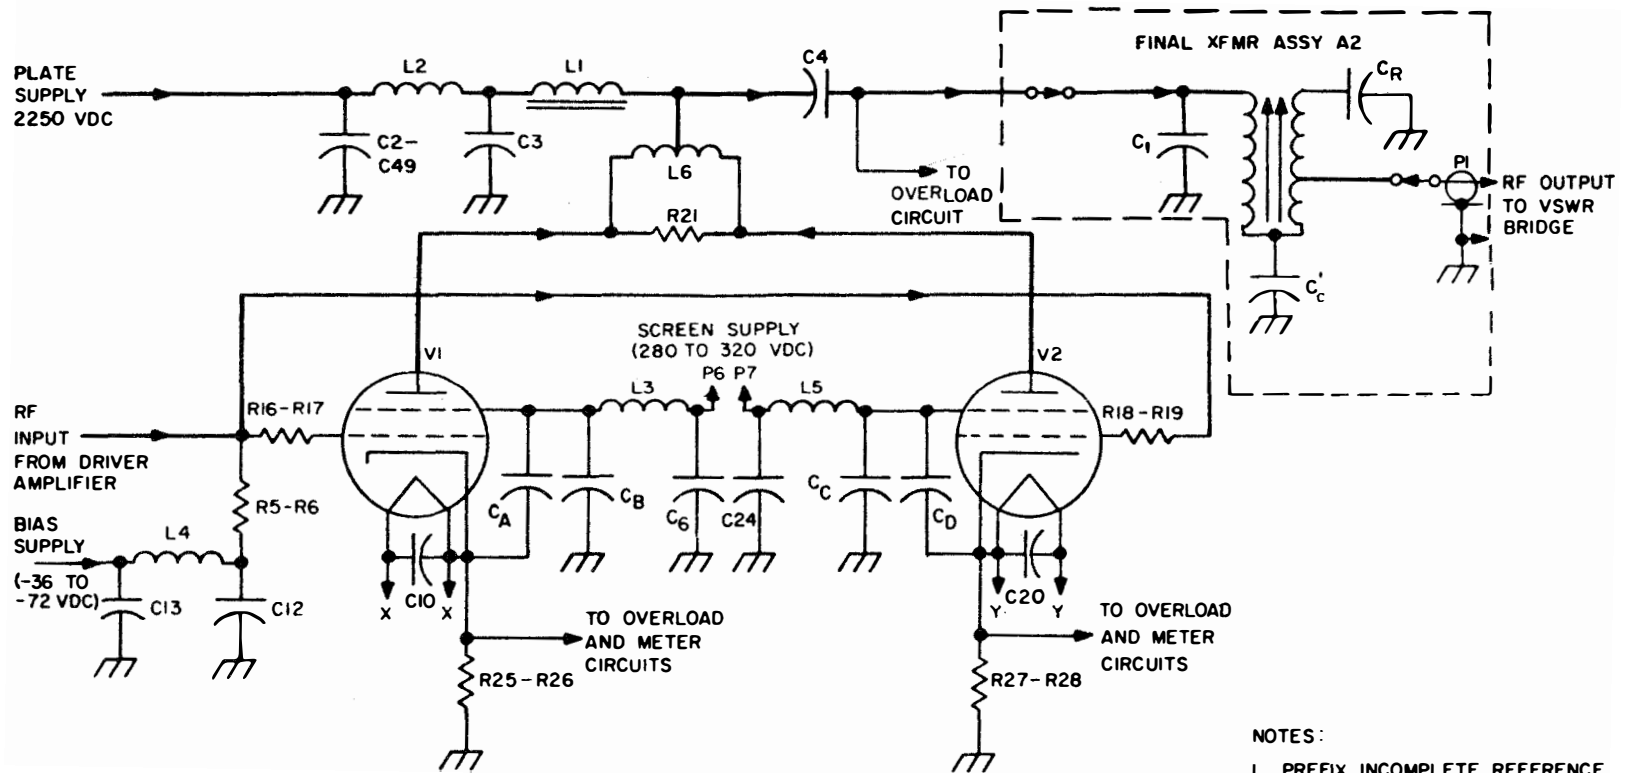 FINAL XFMR ASSY A2
PLATE
SUPPLY
2250 VDC
L2
L1
C4
CR
C2-
C49
C3
L6
TO
OVERLOAD
CIRCUIT
C1
P1
RF OUTPUT
TO VSWR
BRIDGE
R21
C'C
SCREEN SUPPLY
(280 TO 320 VDC)
P6 P7
V1
V2
L3
L5
RF
INPUT
FROM DRIVER
AMPLIFIER
R16-R17
R18-R19
R5-R6
CA
CB
C6
C24
CC
CD
BIAS
SUPPLY
(-36 TO
-72 VDC)
L4
C13
C12
X
C10
X
Y
C20
Y
TO OVERLOAD
AND METER
CIRCUITS
TO OVERLOAD
AND METER
CIRCUITS
R25-R26
R27-R28
NOTES:
1. PREFIX INCOMPLETE REFERENCE